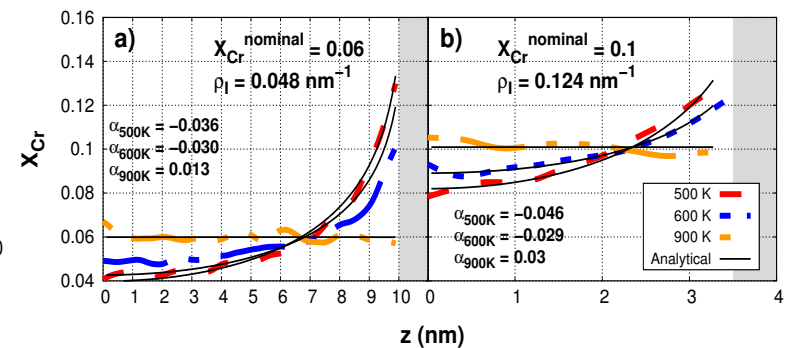 a)
X_Cr^nominal = 0.06
ρ_I = 0.048 nm⁻¹
α_500K = −0.036
α_600K = −0.030
α_900K = 0.013
b)
X_Cr^nominal = 0.1
ρ_I = 0.124 nm⁻¹
α_500K = −0.046
α_600K = −0.029
α_900K = 0.03
500 K
600 K
900 K
Analytical
X_Cr
0.16
0.14
0.12
0.1
0.08
0.06
0.04
0
0 1 2 3 4 5 6 7 8 9 10
0 1 2 3 4
z (nm)